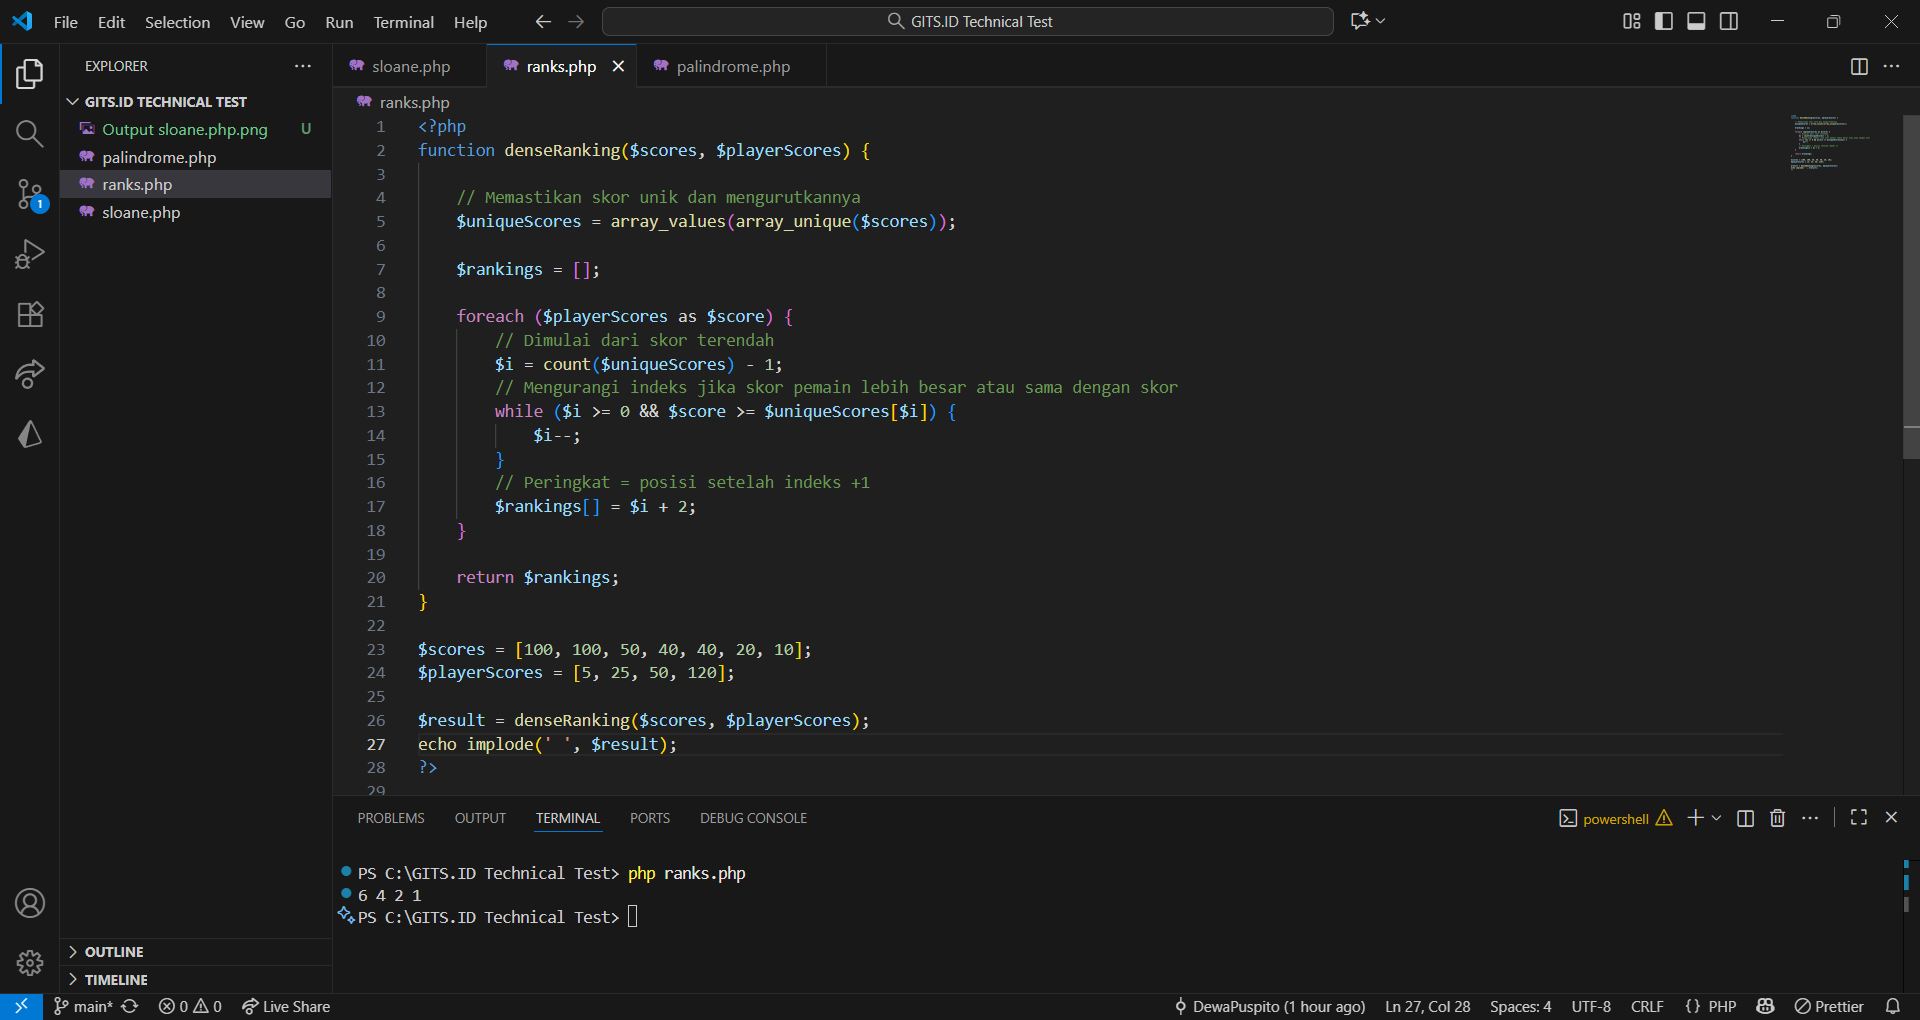 File Edit Selection View Go Run Terminal Help
GITS.ID Technical Test
EXPLORER
GITS.ID TECHNICAL TEST
Output sloane.php.png U
palindrome.php
ranks.php
sloane.php
1
OUTLINE
TIMELINE
sloane.php ranks.php palindrome.php
ranks.php
1 <?php
2 function denseRanking($scores, $playerScores) {
3
4 // Memastikan skor unik dan mengurutkannya
5 $uniqueScores = array_values(array_unique($scores));
6
7 $rankings = [];
8
9 foreach ($playerScores as $score) {
10 // Dimulai dari skor terendah
11 $i = count($uniqueScores) - 1;
12 // Mengurangi indeks jika skor pemain lebih besar atau sama dengan skor
13 while ($i >= 0 && $score >= $uniqueScores[$i]) {
14 $i--;
15 }
16 // Peringkat = posisi setelah indeks +1
17 $rankings[] = $i + 2;
18 }
19
20 return $rankings;
21 }
22
23 $scores = [100, 100, 50, 40, 40, 20, 10];
24 $playerScores = [5, 25, 50, 120];
25
26 $result = denseRanking($scores, $playerScores);
27 echo implode(' ', $result);
28 ?>
29
PROBLEMS OUTPUT TERMINAL PORTS DEBUG CONSOLE
powershell
PS C:\GITS.ID Technical Test> php ranks.php
6 4 2 1
PS C:\GITS.ID Technical Test>
main* 0 0 Live Share DewaPuspito (1 hour ago) Ln 27, Col 28 Spaces: 4 UTF-8 CRLF {} PHP Prettier